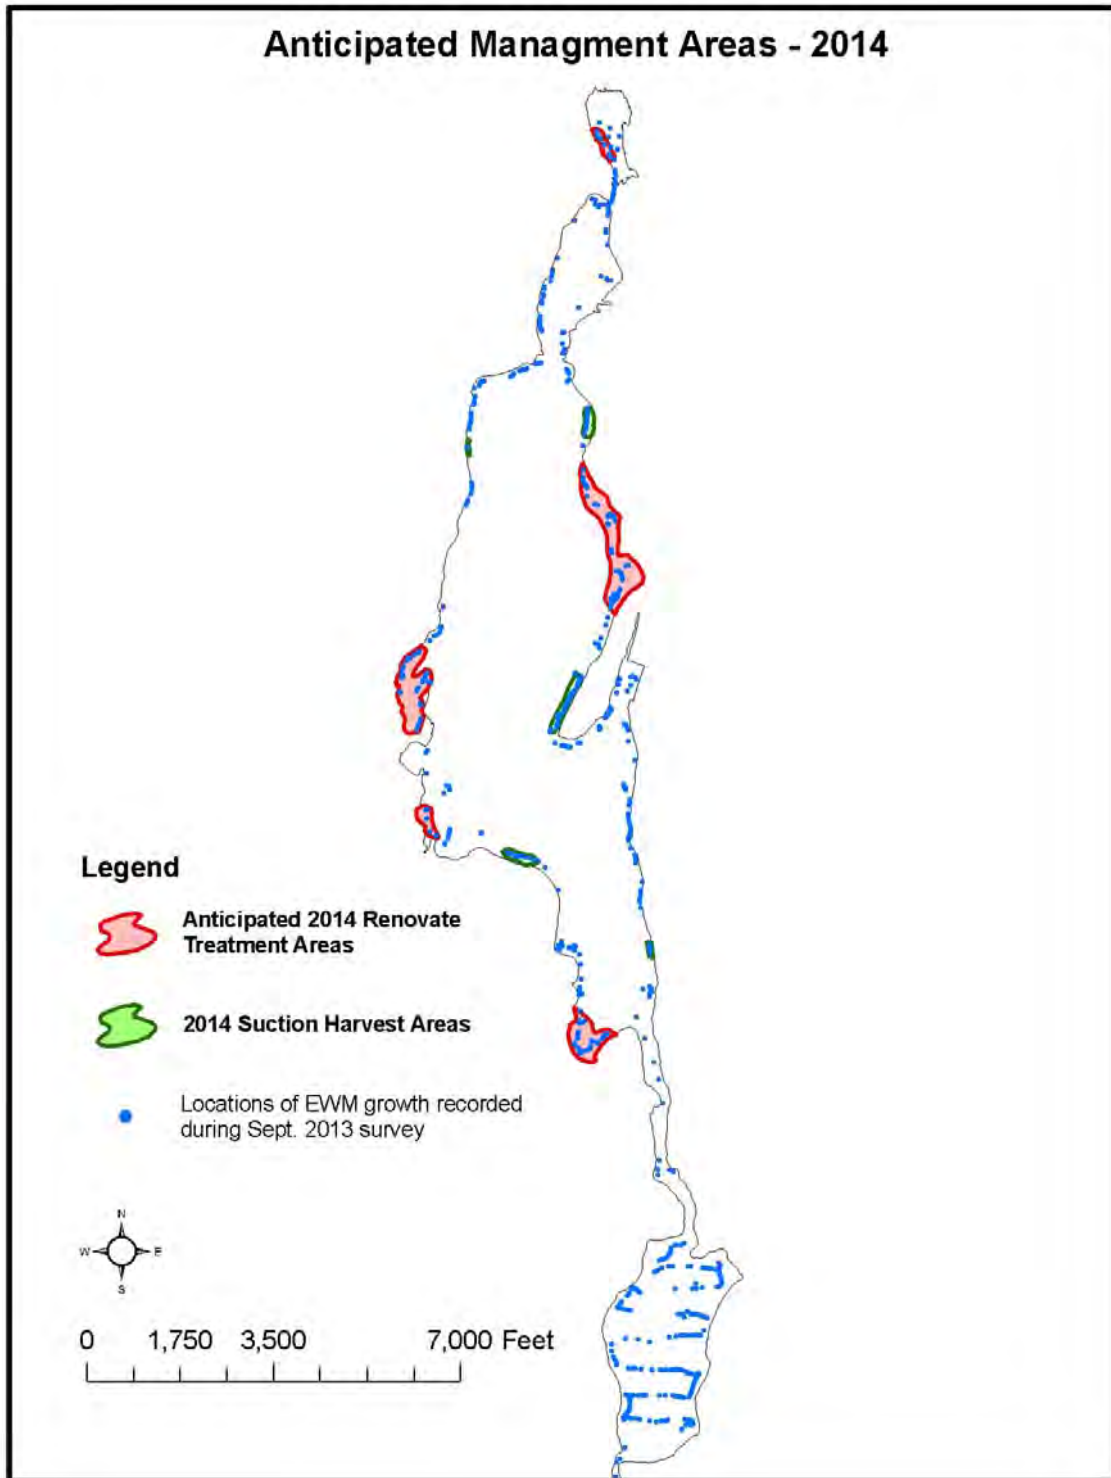 Anticipated Managment Areas - 2014
Legend
Anticipated 2014 Renovate
Treatment Areas
2014 Suction Harvest Areas
Locations of EWM growth recorded
during Sept. 2013 survey
N
W E
S
0 1,750 3,500 7,000 Feet